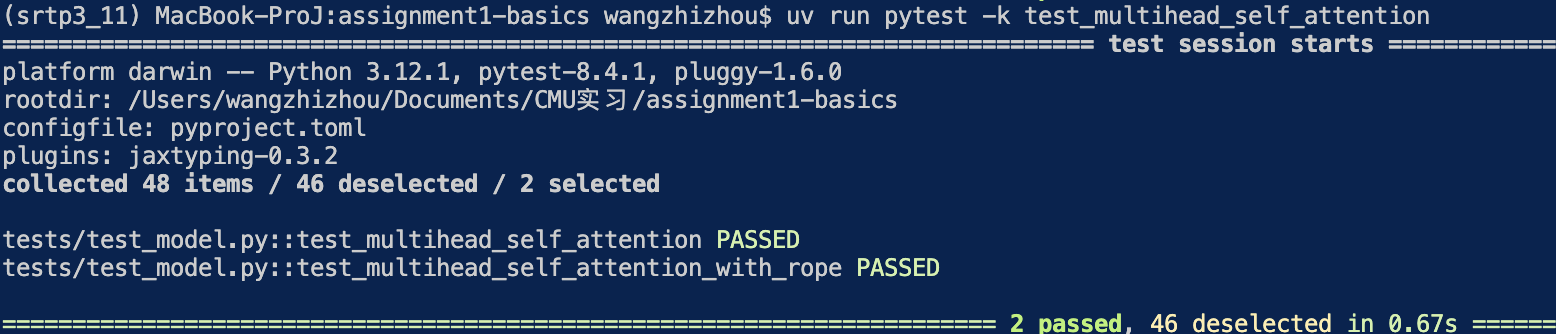 (srtp3_11) MacBook-ProJ:assignment1-basics wangzhizhou$ uv run pytest -k test_multihead_self_attention
============================================================================== test session starts ============
platform darwin -- Python 3.12.1, pytest-8.4.1, pluggy-1.6.0
rootdir: /Users/wangzhizhou/Documents/CMU实习/assignment1-basics
configfile: pyproject.toml
plugins: jaxtyping-0.3.2
collected 48 items / 46 deselected / 2 selected
tests/test_model.py::test_multihead_self_attention PASSED
tests/test_model.py::test_multihead_self_attention_with_rope PASSED
======================================================================= 2 passed, 46 deselected in 0.67s ======